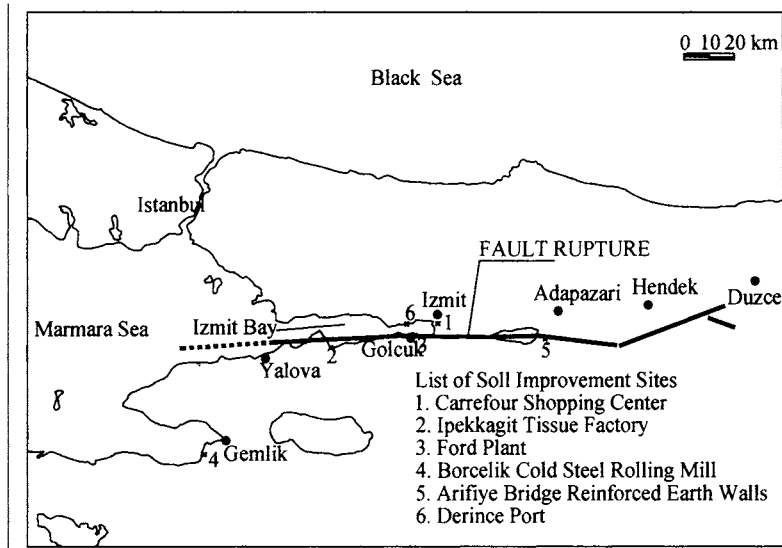 0 10 20 km
Black Sea
Istanbul
FAULT RUPTURE
Izmit
Adapazari
Hendek
Duzce
6
1
Marmara Sea
Izmit Bay
Golcuk
3
5
2
Yalova
List of Soll Improvement Sites
1. Carrefour Shopping Center
2. Ipekkagit Tissue Factory
3. Ford Plant
4. Borcelik Cold Steel Rolling Mill
5. Arifiye Bridge Reinforced Earth Walls
6. Derince Port
Gemlik
4